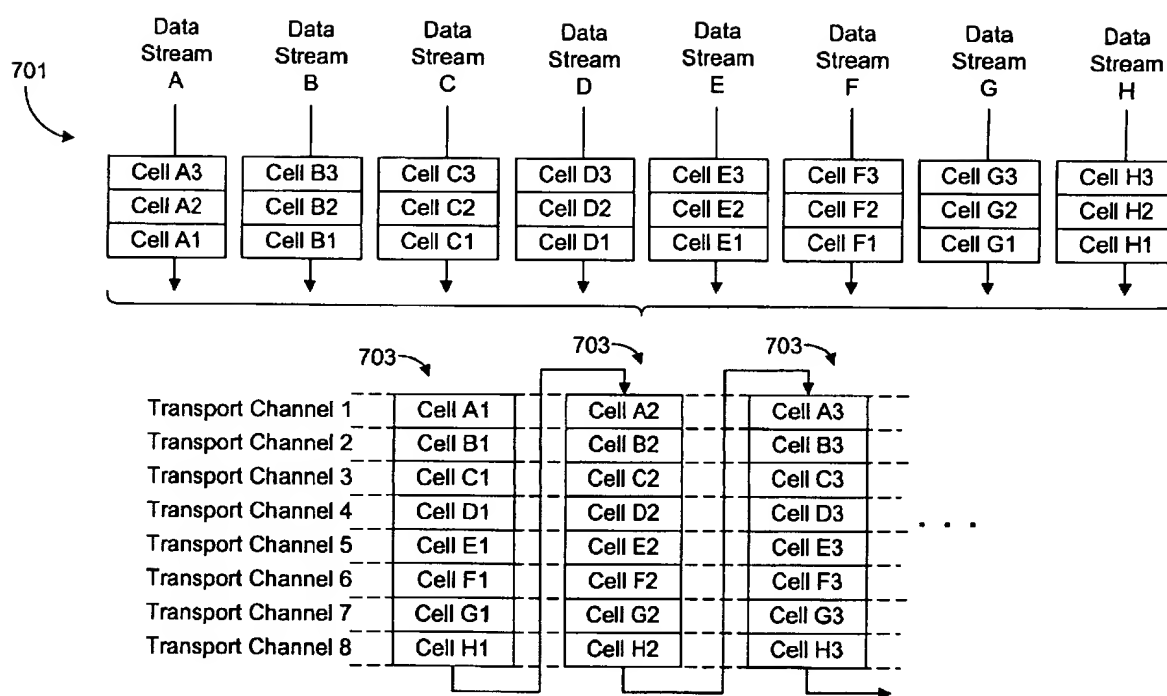 Data Stream A
Data Stream B
Data Stream C
Data Stream D
Data Stream E
Data Stream F
Data Stream G
Data Stream H
701
Cell A3 Cell B3 Cell C3 Cell D3 Cell E3 Cell F3 Cell G3 Cell H3
Cell A2 Cell B2 Cell C2 Cell D2 Cell E2 Cell F2 Cell G2 Cell H2
Cell A1 Cell B1 Cell C1 Cell D1 Cell E1 Cell F1 Cell G1 Cell H1
703 703 703
Transport Channel 1 Cell A1 Cell A2 Cell A3
Transport Channel 2 Cell B1 Cell B2 Cell B3
Transport Channel 3 Cell C1 Cell C2 Cell C3
Transport Channel 4 Cell D1 Cell D2 Cell D3
. . .
Transport Channel 5 Cell E1 Cell E2 Cell E3
Transport Channel 6 Cell F1 Cell F2 Cell F3
Transport Channel 7 Cell G1 Cell G2 Cell G3
Transport Channel 8 Cell H1 Cell H2 Cell H3